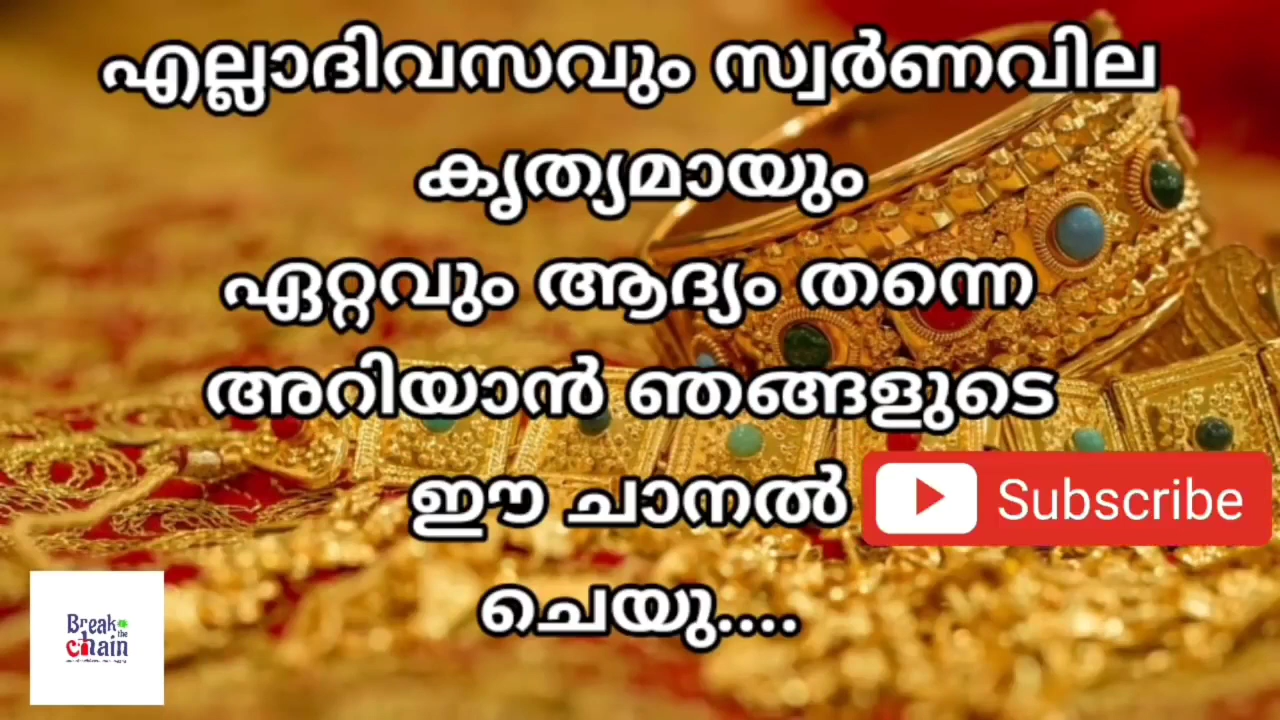 എല്ലാദിവസവും സ്വർണവില
കൃത്യമായും
ഏറ്റവും ആദ്യം തന്നെ
അറിയാൻ ഞങ്ങളുടെ
ഈ ചാനൽ Subscribe
ചെയു....
Break
the
chain